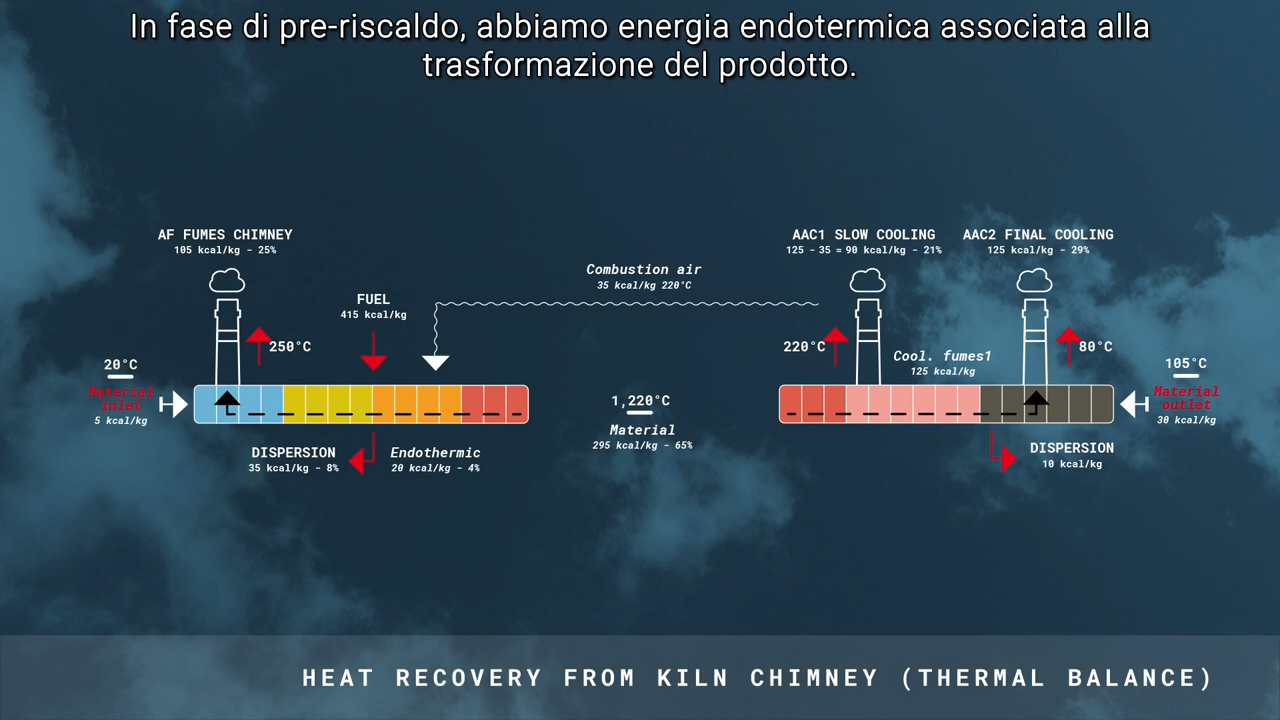 In fase di pre-riscaldo, abbiamo energia endotermica associata alla
trasformazione del prodotto.
AF FUMES CHIMNEY
105 kcal/kg - 25%
AAC1 SLOW COOLING
125 - 35 = 90 kcal/kg - 21%
AAC2 FINAL COOLING
125 kcal/kg - 29%
Combustion air
35 kcal/kg 220°C
FUEL
415 kcal/kg
250°C
220°C
80°C
Cool. fumes1
125 kcal/kg
20°C
Material
inlet
5 kcal/kg
105°C
Material
outlet
30 kcal/kg
1,220°C
Material
295 kcal/kg - 65%
DISPERSION
35 kcal/kg - 8%
Endothermic
20 kcal/kg - 4%
DISPERSION
10 kcal/kg
HEAT RECOVERY FROM KILN CHIMNEY (THERMAL BALANCE)